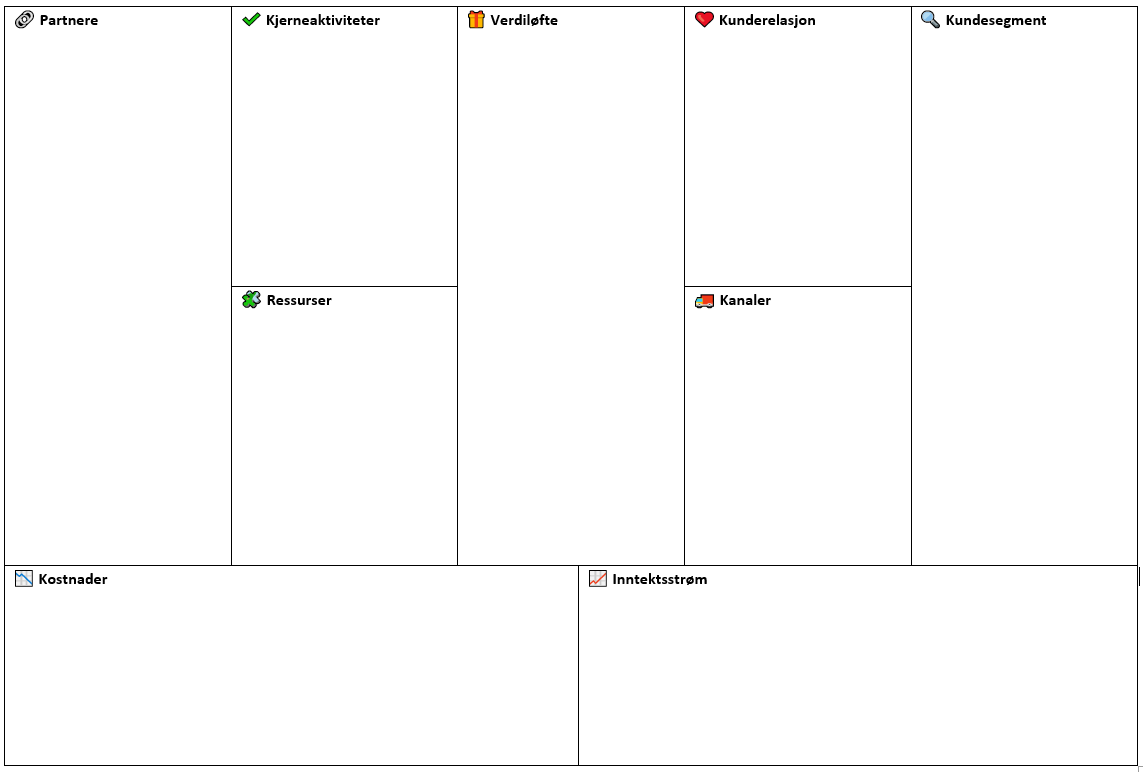 Partnere
Kjerneaktiviteter
Verdiløfte
Kunderelasjon
Kundesegment
Ressurser
Kanaler
Kostnader
Inntektsstrøm